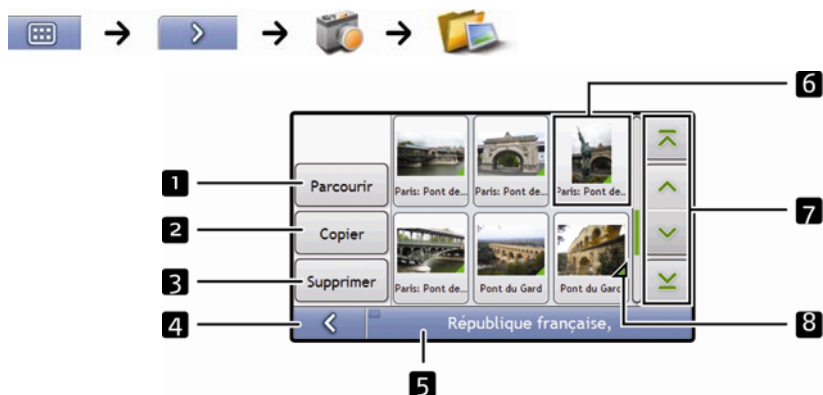 6
Parcourir
Paris: Pont de...
Paris: Pont de...
Paris: Pont de..
1
7
Copier
2
Supprimer
Paris: Pont de...
Pont du Gard
Pont du Gard
3
4
République française,
8
5